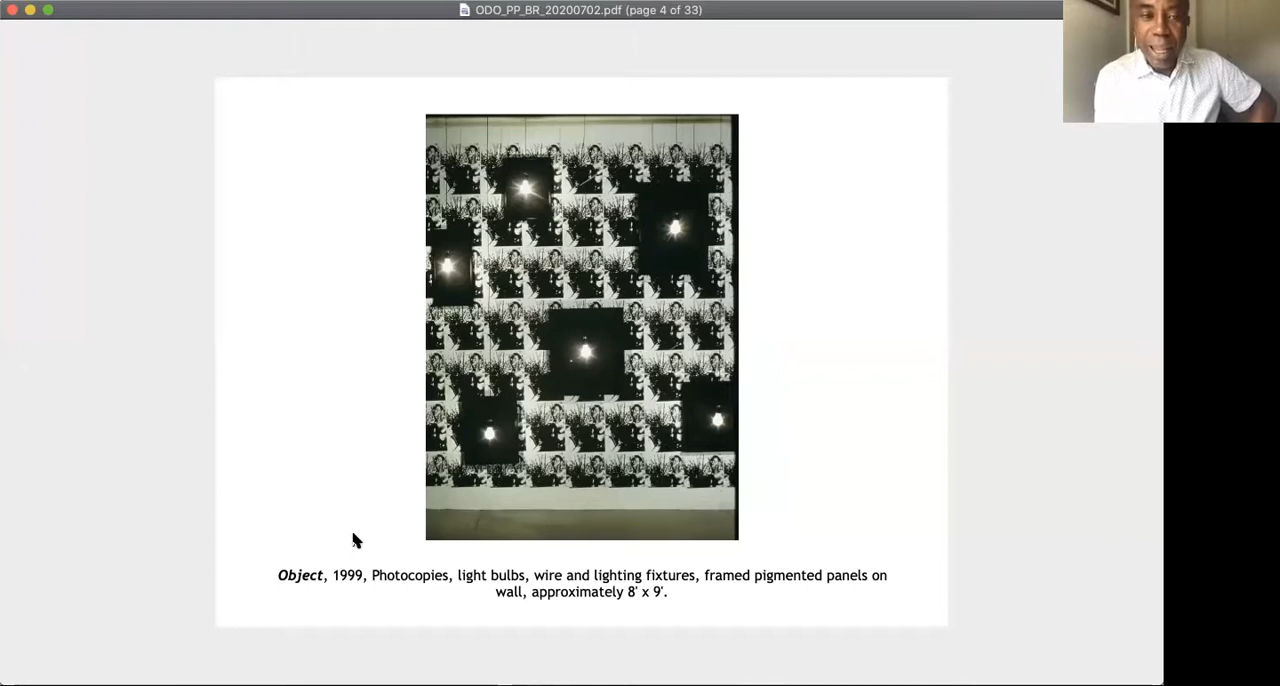 ODO_PP_BR_20200702.pdf (page 4 of 33)
Object, 1999, Photocopies, light bulbs, wire and lighting fixtures, framed pigmented panels on
wall, approximately 8' x 9'.